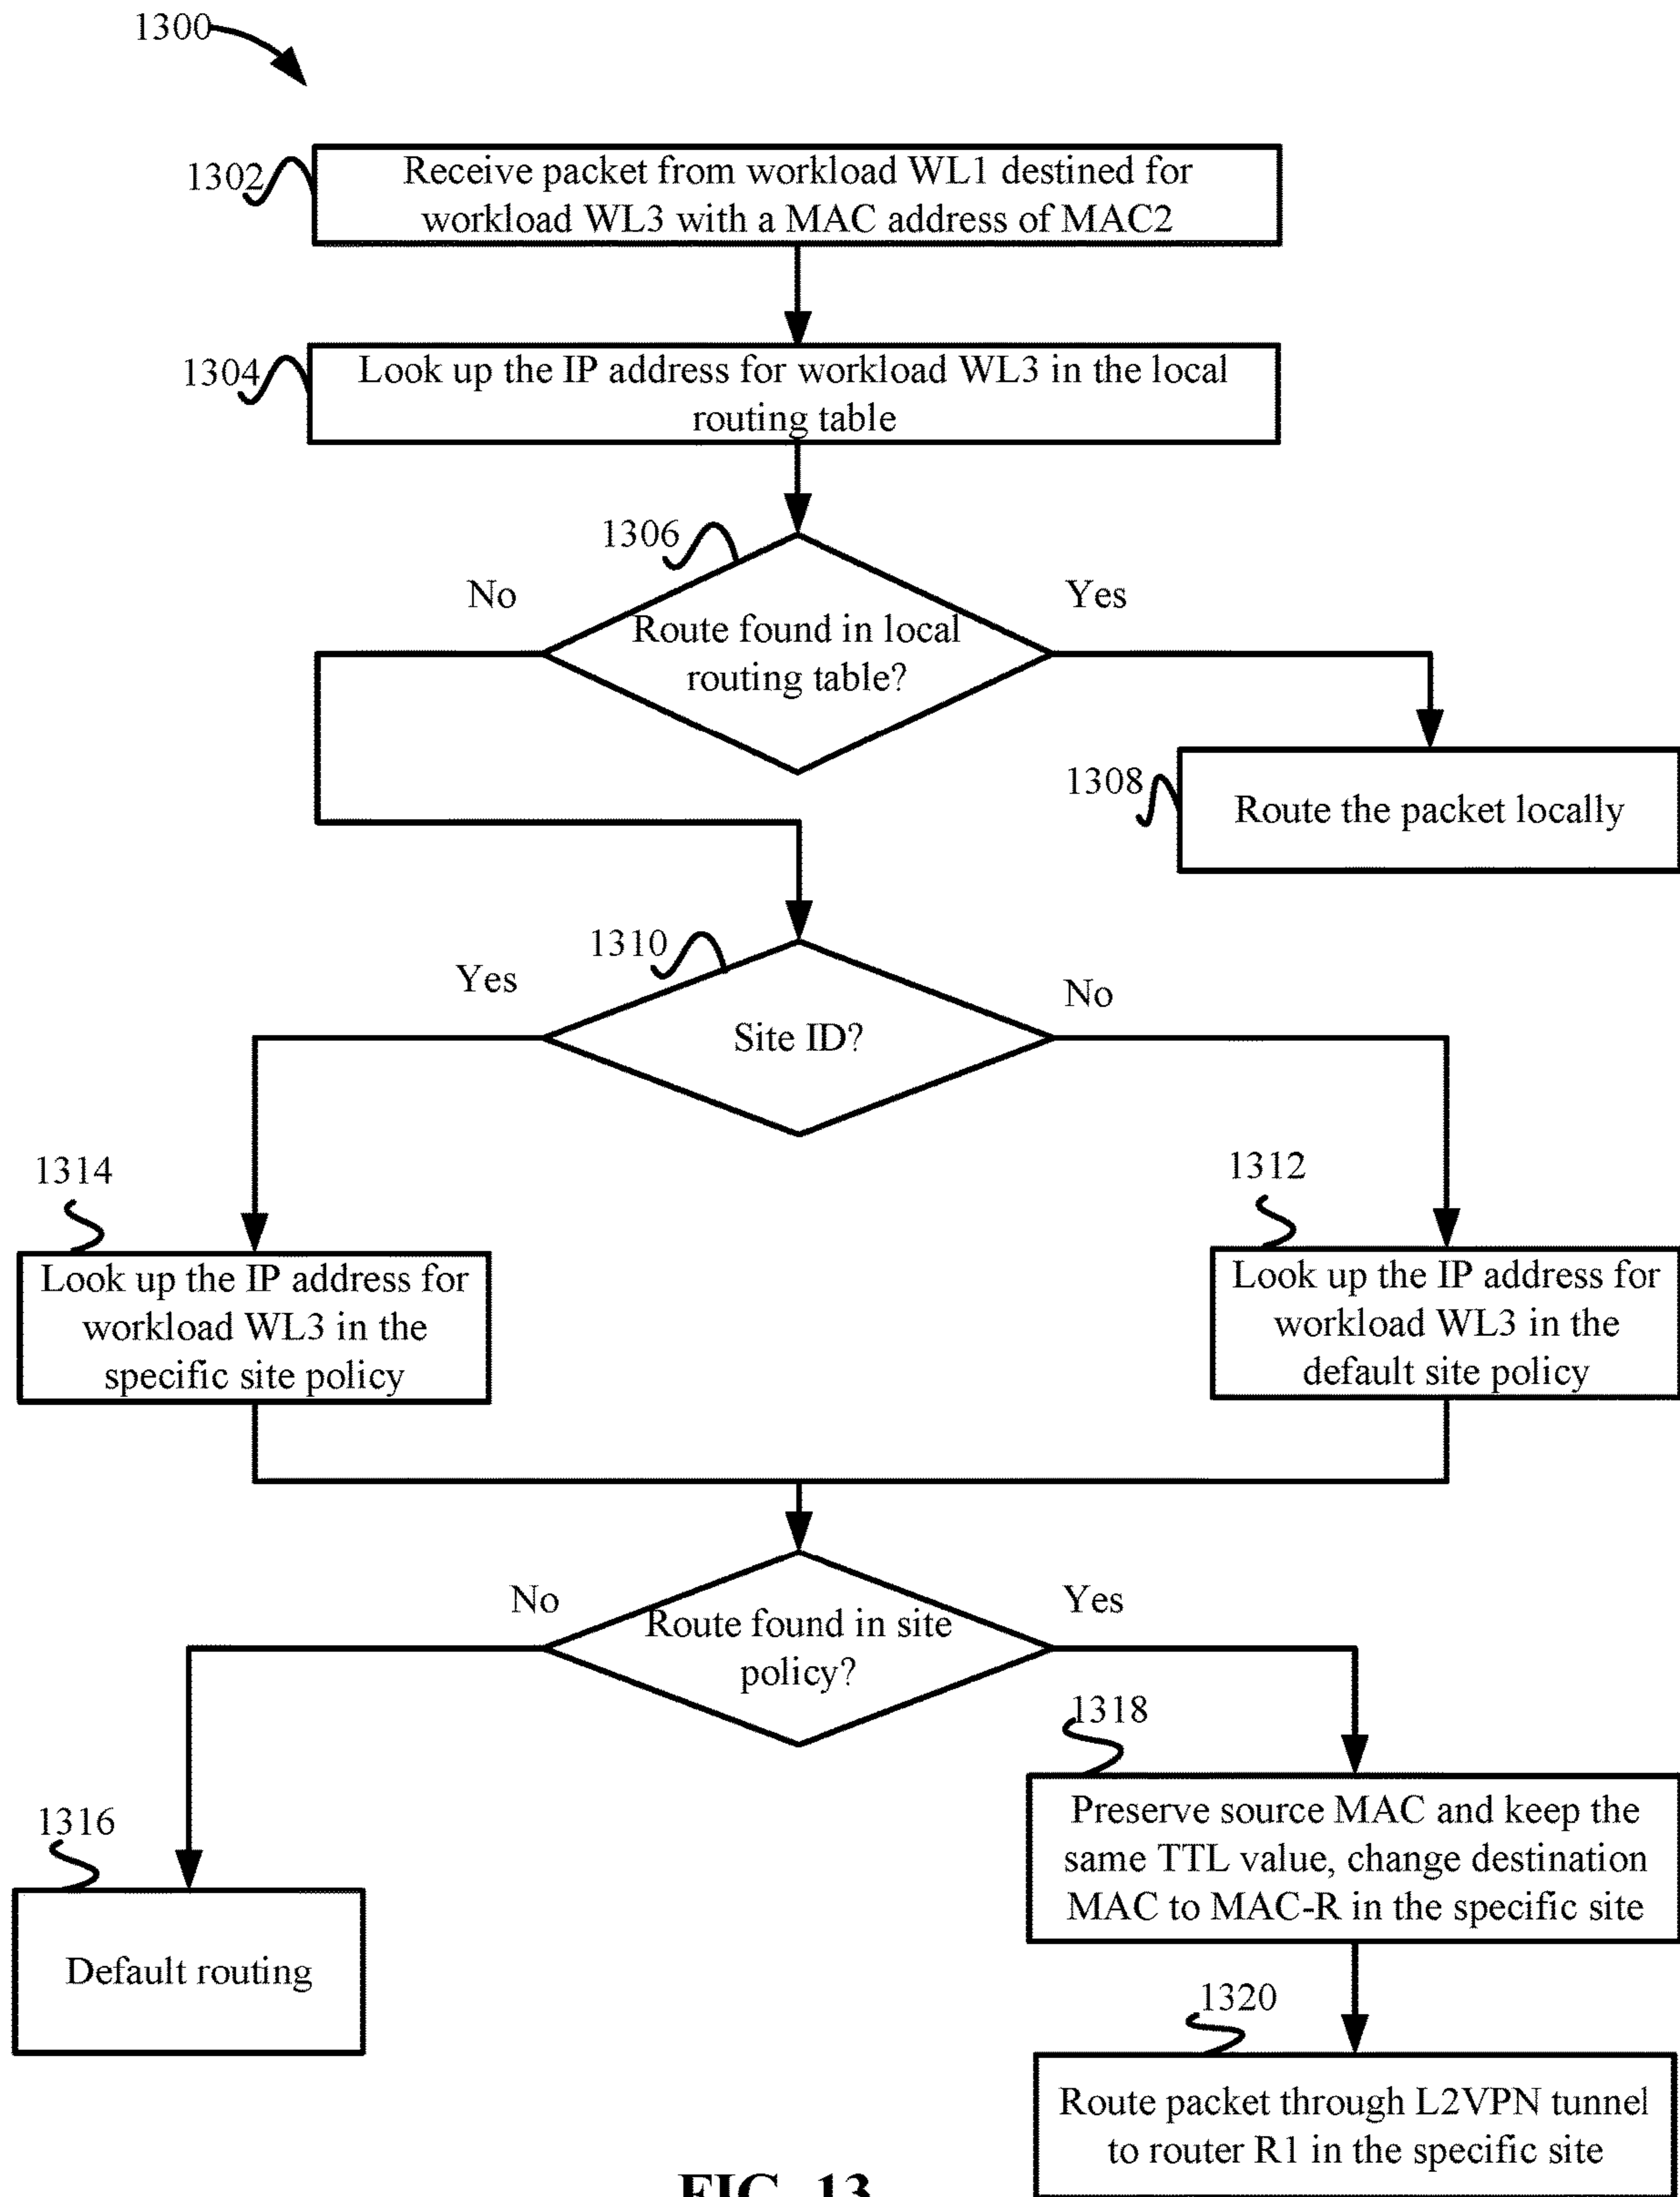 1300
1302
Receive packet from workload WL1 destined for
workload WL3 with a MAC address of MAC2
1304
Look up the IP address for workload WL3 in the local
routing table
1306
No
Yes
Route found in local
routing table?
1308
Route the packet locally
1310
Yes
No
Site ID?
1314
1312
Look up the IP address for
workload WL3 in the
specific site policy
Look up the IP address for
workload WL3 in the
default site policy
No
Yes
Route found in site
policy?
1318
Preserve source MAC and keep the
same TTL value, change destination
MAC to MAC-R in the specific site
1316
Default routing
1320
Route packet through L2VPN tunnel
to router R1 in the specific site
FIG. 13